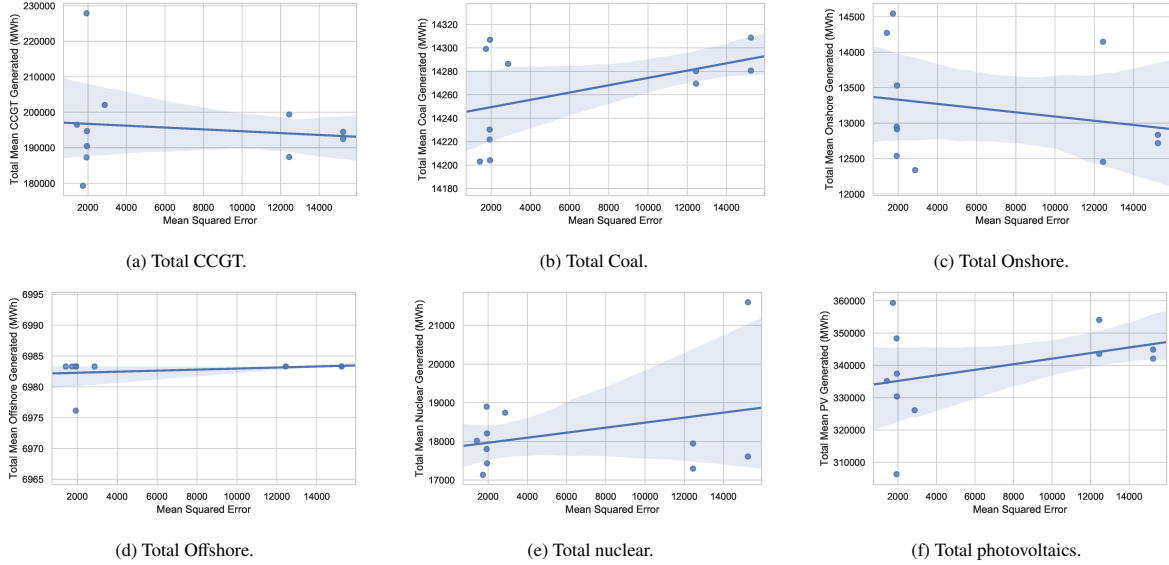 Total Mean CCGT Generated (MWh)
230000
220000
210000
200000
190000
180000
2000 4000 6000 8000 10000 12000 14000
Mean Squared Error
(a) Total CCGT.
Total Mean Coal Generated (MWh)
14320
14300
14280
14260
14240
14220
14200
14180
2000 4000 6000 8000 10000 12000 14000
Mean Squared Error
(b) Total Coal.
Total Mean Onshore Generated (MWh)
14500
14000
13500
13000
12500
12000
2000 4000 6000 8000 10000 12000 14000
Mean Squared Error
(c) Total Onshore.
Total Mean Offshore Generated (MWh)
6995
6990
6985
6980
6975
6970
6965
2000 4000 6000 8000 10000 12000 14000
Mean Squared Error
(d) Total Offshore.
Total Mean Nuclear Generated (MWh)
21000
20000
19000
18000
17000
2000 4000 6000 8000 10000 12000 14000
Mean Squared Error
(e) Total nuclear.
Total Mean PV Generated (MWh)
360000
350000
340000
330000
320000
310000
2000 4000 6000 8000 10000 12000 14000
Mean Squared Error
(f) Total photovoltaics.